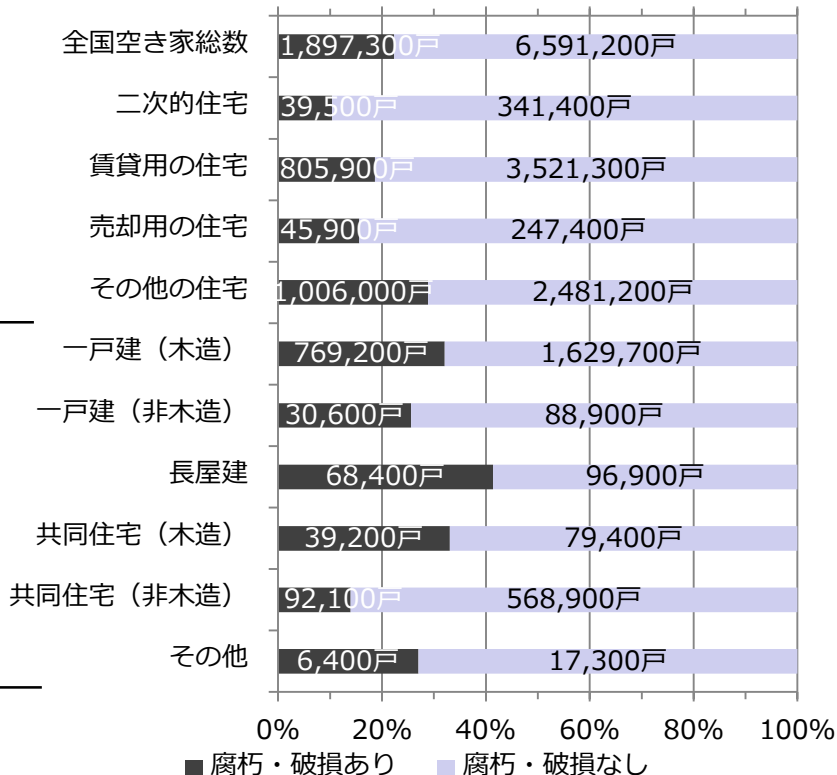 全国空き家総数 1,897,300戸 6,591,200戸
二次的住宅 39,500戸 341,400戸
賃貸用の住宅 805,900戸 3,521,300戸
売却用の住宅 45,900戸 247,400戸
その他の住宅 1,006,000戸 2,481,200戸
一戸建（木造） 769,200戸 1,629,700戸
一戸建（非木造） 30,600戸 88,900戸
長屋建 68,400戸 96,900戸
共同住宅（木造） 39,200戸 79,400戸
共同住宅（非木造） 92,100戸 568,900戸
その他 6,400戸 17,300戸
0% 20% 40% 60% 80% 100%
腐朽・破損あり 腐朽・破損なし